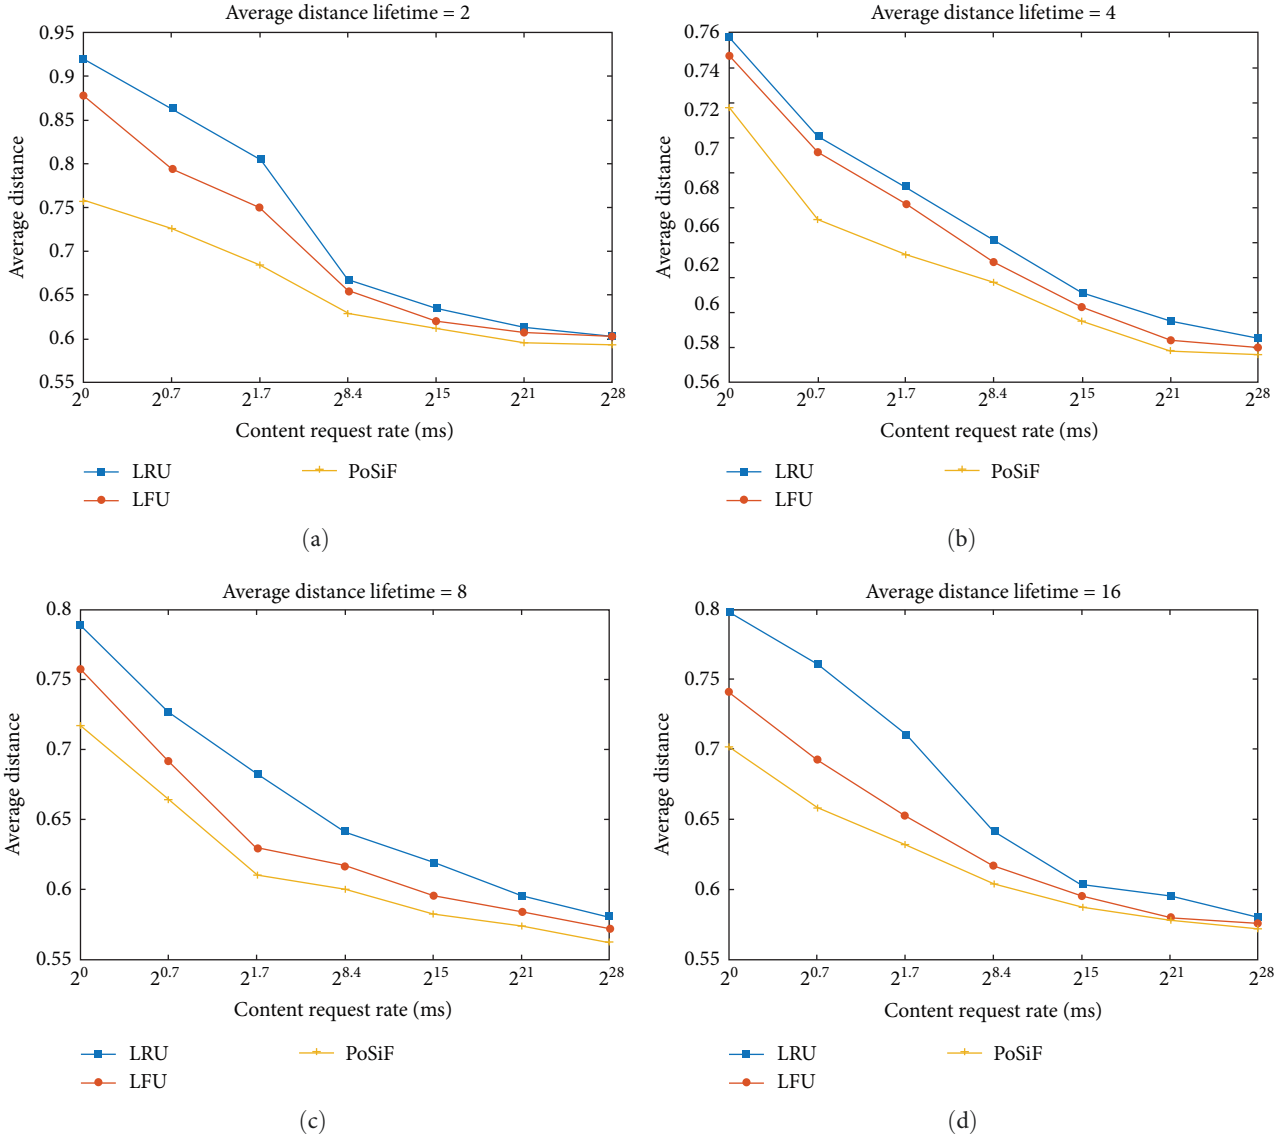 Average distance lifetime = 2
Average distance
0.95
0.9
0.85
0.8
0.75
0.7
0.65
0.6
0.55
2^0 2^0.7 2^1.7 2^8.4 2^15 2^21 2^28
Content request rate (ms)
LRU
LFU
PoSiF
(a)
Average distance lifetime = 4
Average distance
0.76
0.74
0.72
0.7
0.68
0.66
0.62
0.6
0.58
0.56
2^0 2^0.7 2^1.7 2^8.4 2^15 2^21 2^28
Content request rate (ms)
LRU
LFU
PoSiF
(b)
Average distance lifetime = 8
Average distance
0.8
0.75
0.7
0.65
0.6
0.55
2^0 2^0.7 2^1.7 2^8.4 2^15 2^21 2^28
Content request rate (ms)
LRU
LFU
PoSiF
(c)
Average distance lifetime = 16
Average distance
0.8
0.75
0.7
0.65
0.6
0.55
2^0 2^0.7 2^1.7 2^8.4 2^15 2^21 2^28
Content request rate (ms)
LRU
LFU
PoSiF
(d)